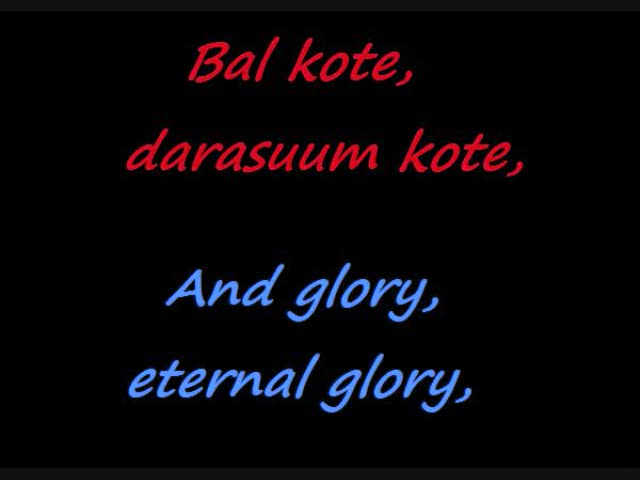 Bal kote,
darasuum kote,
And glory,
eternal glory,